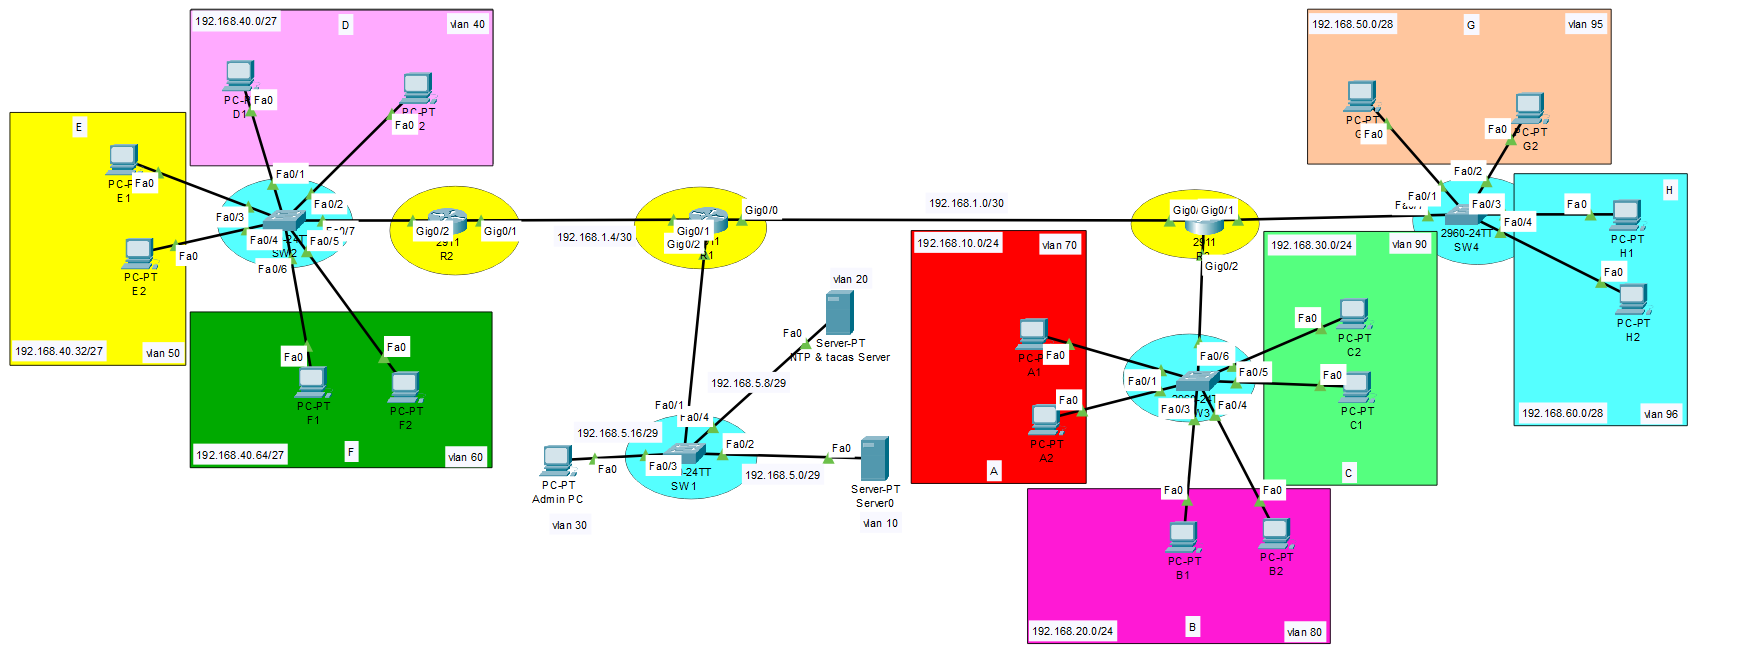 192.168.40.0/27
D
vlan 40
D1
Fa0
PC-PT
Fa0
E
Fa0
E1
Fa0/1
Fa0/2
Fa0/3
Fa0/4
Fa0/5
Fa0/6
SW2
Fa0
PC-PT
E2
192.168.40.32/27
vlan 50
Gig0/2
Gig0/1
2911
R2
192.168.1.4/30
Gig0/1
Gig0/2
Gig0/0
192.168.1.0/30
Fa0
PC-PT
F1
Fa0
PC-PT
F2
192.168.40.64/27
F
vlan 60
vlan 20
Fa0
Server-PT
NTP & tacas Server
192.168.5.8/29
Fa0/1
Fa0/4
192.168.5.16/29
Fa0/2
Fa0/3
SW1
Fa0
PC-PT
Admin PC
vlan 30
192.168.5.0/29
Fa0
Server-PT
Server0
vlan 10
Gig0/1
2911
Gig0/2
192.168.10.0/24
vlan 70
Fa0
A1
Fa0
PC-PT
A2
A
192.168.30.0/24
vlan 90
Fa0
PC-PT
C2
Fa0
PC-PT
C1
C
Fa0/6
Fa0/5
Fa0/1
Fa0/3
Fa0/4
Fa0
PC-PT
B1
Fa0
PC-PT
B2
192.168.20.0/24
B
vlan 80
192.168.50.0/28
G
vlan 95
PC-PT
Fa0
Fa0
PC-PT
G2
Fa0/2
Fa0/1
Fa0/3
Fa0/4
2960-24TT
SW4
H
Fa0
PC-PT
H1
Fa0
PC-PT
H2
192.168.60.0/28
vlan 96